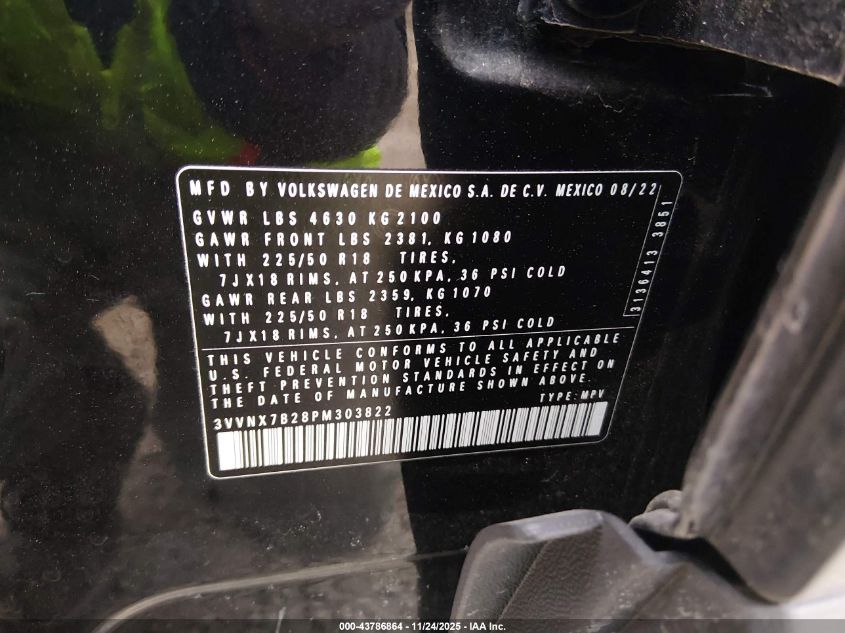 MFD BY VOLKSWAGEN DE MEXICO S.A. DE C.V. MEXICO 08/22
GVWR LBS 4630 KG 2100
GAWR FRONT LBS 2381, KG 1080
WITH 225/50 R18 TIRES,
7JX18 RIMS, AT 250 KPA, 36 PSI COLD
GAWR REAR LBS 2359, KG 1070
WITH 225/50 R18 TIRES,
7JX18 RIMS, AT 250 KPA, 36 PSI COLD
3136413 3851
THIS VEHICLE CONFORMS TO ALL APPLICABLE
U.S. FEDERAL MOTOR VEHICLE SAFETY AND
THEFT PREVENTION STANDARDS IN EFFECT ON
THE DATE OF MANUFACTURE SHOWN ABOVE.
TYPE: MPV
3VVNX7B28PM303822
000-43786864 - 11/24/2025 - IAA Inc.